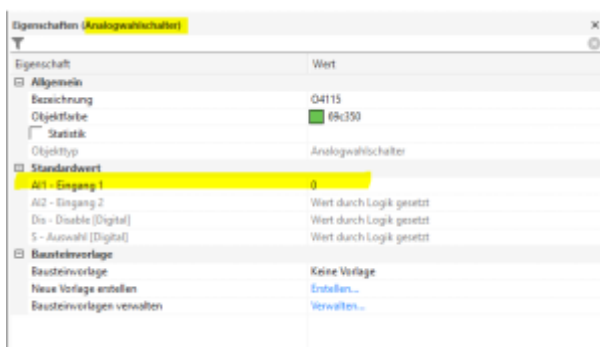 Eigenschaften (Analogwahlschalter)
Eigenschaft Wert
Allgemein
Bezeichnung O4115
Objektfarbe 69c350
Statistik
Objekttyp Analogwahlschalter
Standardwert
AI1 - Eingang 1 0
AI2 - Eingang 2 Wert durch Logik gesetzt
Dis - Disable [Digital] Wert durch Logik gesetzt
S - Auswahl [Digital] Wert durch Logik gesetzt
Bausteinvorlage
Bausteinvorlage Keine Vorlage
Neue Vorlage erstellen Erstellen...
Bausteinvorlagen verwalten Verwalten...